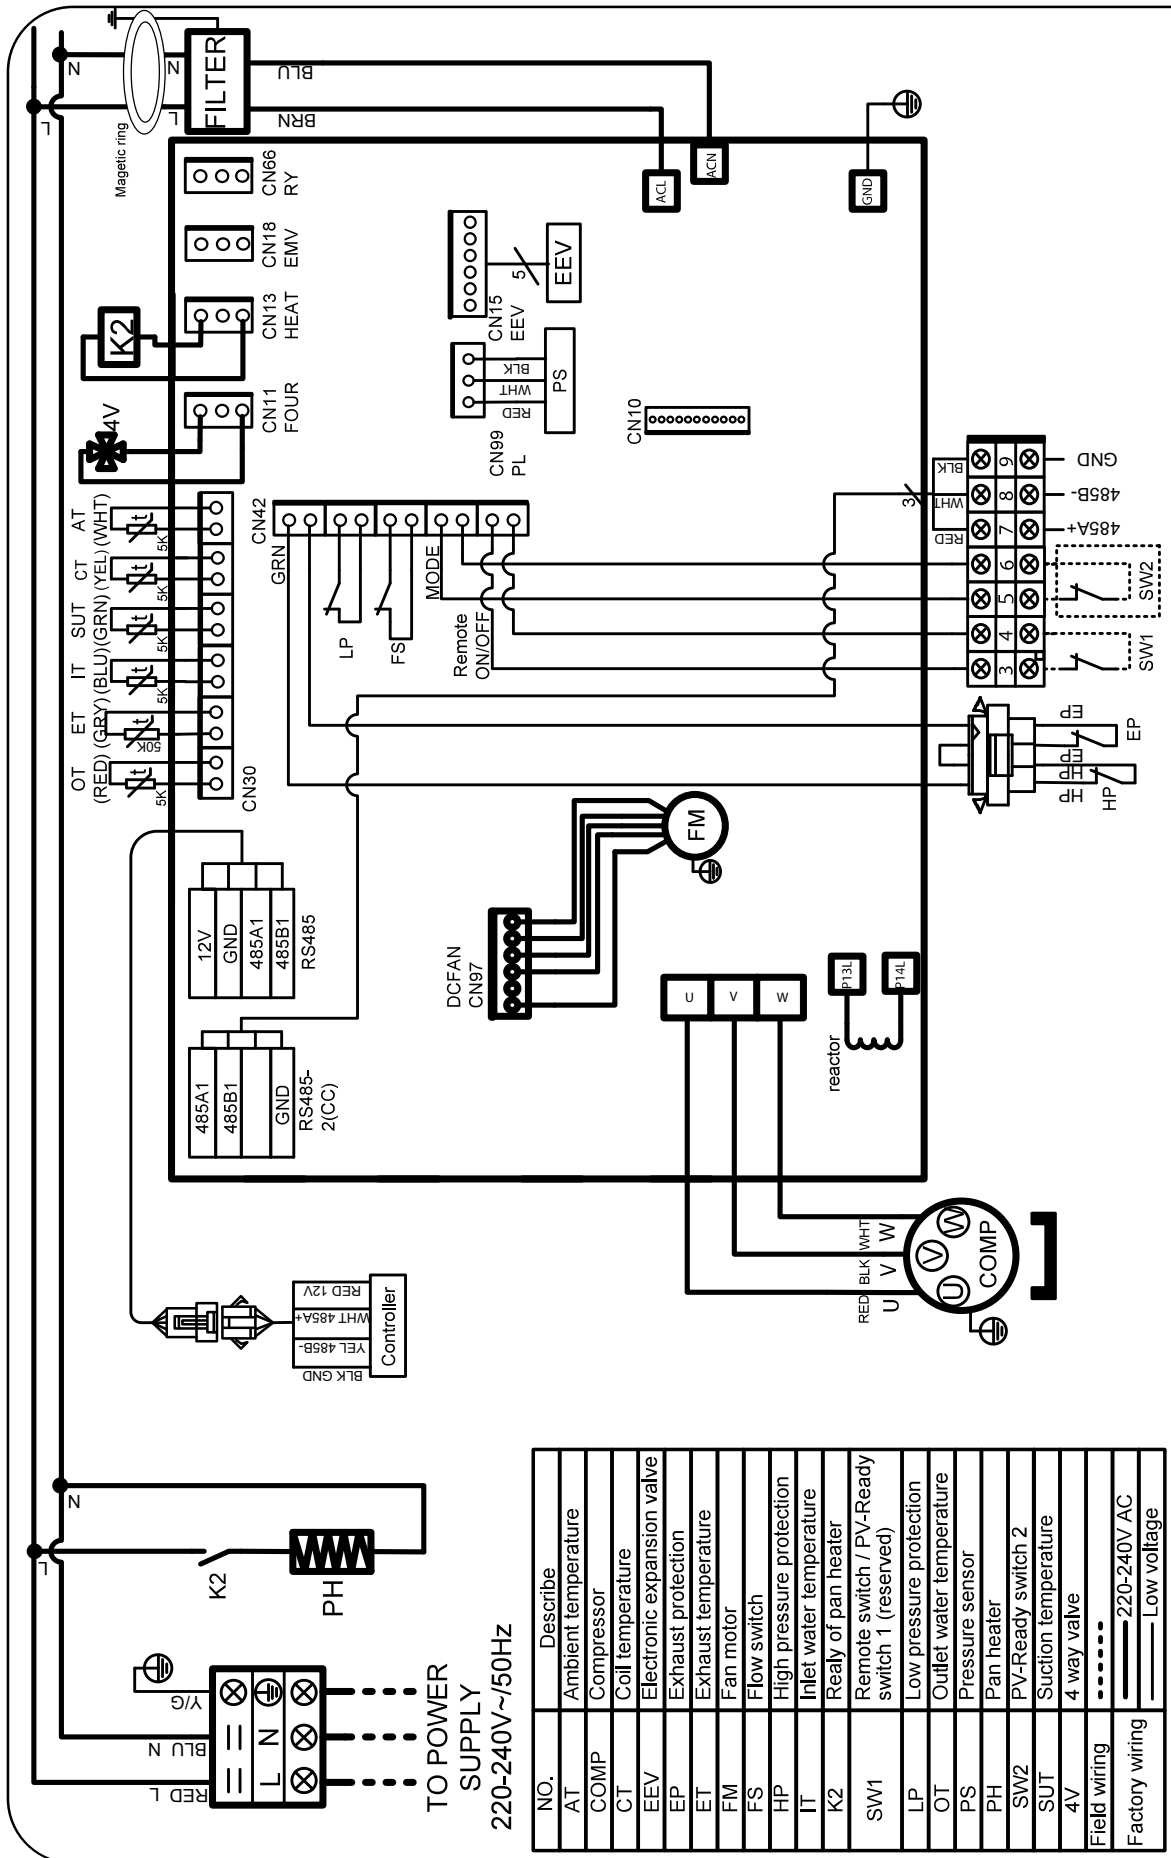 L
N
Magetic ring
L
N
FILTER
BRN
BLU
ACL
ACN
GND
CN66
RY
CN18
EMV
CN13
HEAT
CN11
FOUR
K2
4V
CN15
EEV
5
EEV
CN99
PL
RED
WHT
BLK
PS
CN10
AT
(WHT)
CT
(YEL)
SUT
(GRN)
IT
(BLU)
ET
(GRY)
OT
(RED)
t
5K
t
5K
t
5K
t
5K
t
50K
t
5K
CN30
CN42
GRN
LP
FS
MODE
Remote
ON/OFF
3
RED
WHT
BLK
3
4
5
6
7
8
9
485A+
485B-
GND
SW1
SW2
HP
HP
EP
EP
HP
EP
12V
GND
485A1
485B1
RS485
485A1
485B1
GND
RS485-
2(CC)
DCFAN
CN97
FM
U
V
W
P13L
P14L
reactor
RED
BLK
WHT
U
V
W
U
V
W
COMP
RED 12V
WHT 485A+
YEL 485B-
BLK GND
Controller
L
N
K2
PH
Y/G
BLU N
RED L
L
N
TO POWER
SUPPLY
220-240V~/50Hz
NO. Describe
AT Ambient temperature
COMP Compressor
CT Coil temperature
EEV Electronic expansion valve
EP Exhaust protection
ET Exhaust temperature
FM Fan motor
FS Flow switch
HP High pressure protection
IT Inlet water temperature
K2 Realy of pan heater
SW1 Remote switch / PV-Ready
switch 1 (reserved)
LP Low pressure protection
OT Outlet water temperature
PS Pressure sensor
PH Pan heater
SW2 PV-Ready switch 2
SUT Suction temperature
4V 4 way valve
Field wiring
Factory wiring 220-240V AC
Low voltage